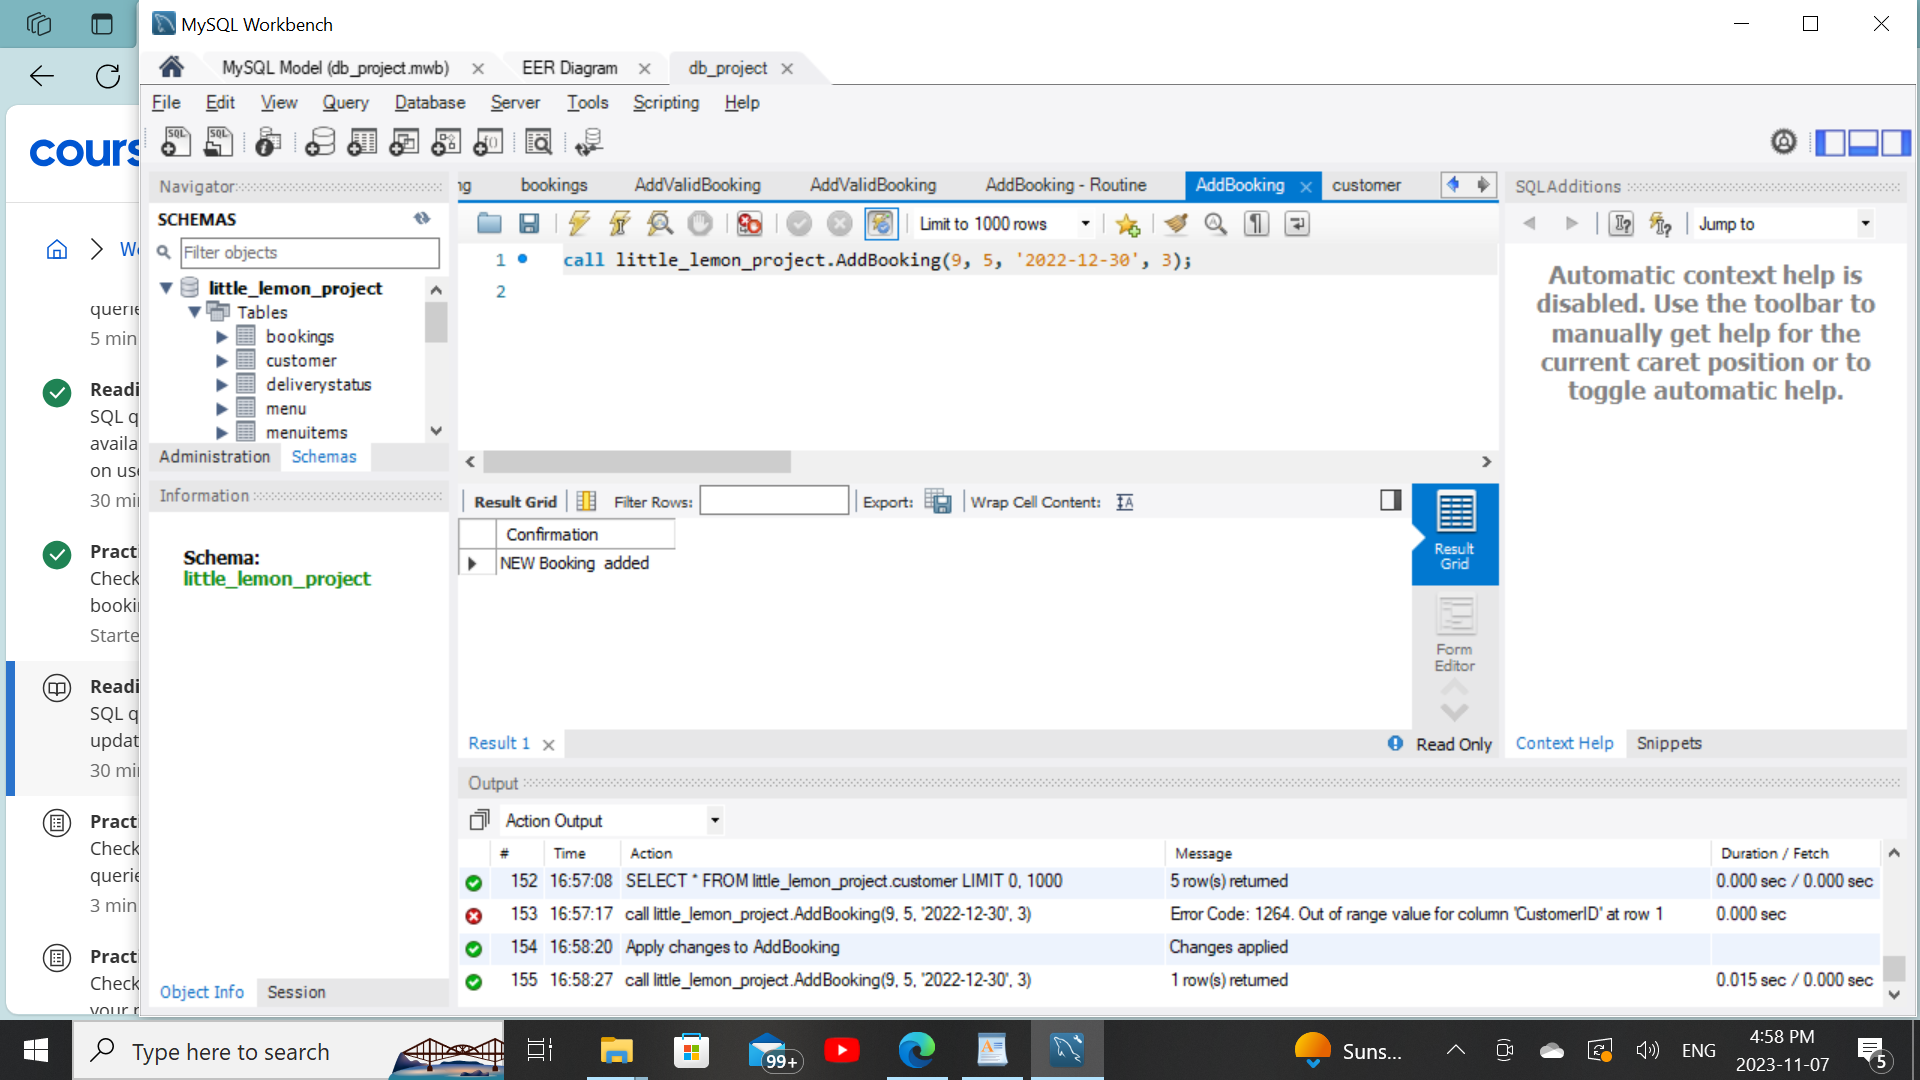 MySQL Workbench
MySQL Model (db_project.mwb)
EER Diagram
db_project
File Edit View Query Database Server Tools Scripting Help
cours
Navigator
SCHEMAS
Filter objects
little_lemon_project
Tables
bookings
customer
deliverystatus
menu
menuitems
Administration Schemas
Information
Schema:
little_lemon_project
Object Info Session
querie
5 min
Readi
SQL q
availa
on use
30 min
Practi
Check
bookin
Starte
Readi
SQL q
updat
30 min
Practi
Check
querie
3 min
Practi
Check
your
ng bookings AddValidBooking AddValidBooking AddBooking - Routine AddBooking customer
Limit to 1000 rows
1 call little_lemon_project.AddBooking(9, 5, '2022-12-30', 3);
2
Result Grid Filter Rows: Export: Wrap Cell Content:
Confirmation
NEW Booking added
Result Grid
Form Editor
Result 1
Read Only
SQLAdditions
Jump to
Automatic context help is
disabled. Use the toolbar to
manually get help for the
current caret position or to
toggle automatic help.
Context Help Snippets
Output
Action Output
# Time Action Message Duration / Fetch
152 16:57:08 SELECT * FROM little_lemon_project.customer LIMIT 0, 1000 5 row(s) returned 0.000 sec / 0.000 sec
153 16:57:17 call little_lemon_project.AddBooking(9, 5, '2022-12-30', 3) Error Code: 1264. Out of range value for column 'CustomerID' at row 1 0.000 sec
154 16:58:20 Apply changes to AddBooking Changes applied
155 16:58:27 call little_lemon_project.AddBooking(9, 5, '2022-12-30', 3) 1 row(s) returned 0.015 sec / 0.000 sec
Type here to search
99+
Suns...
ENG
4:58 PM
2023-11-07
5